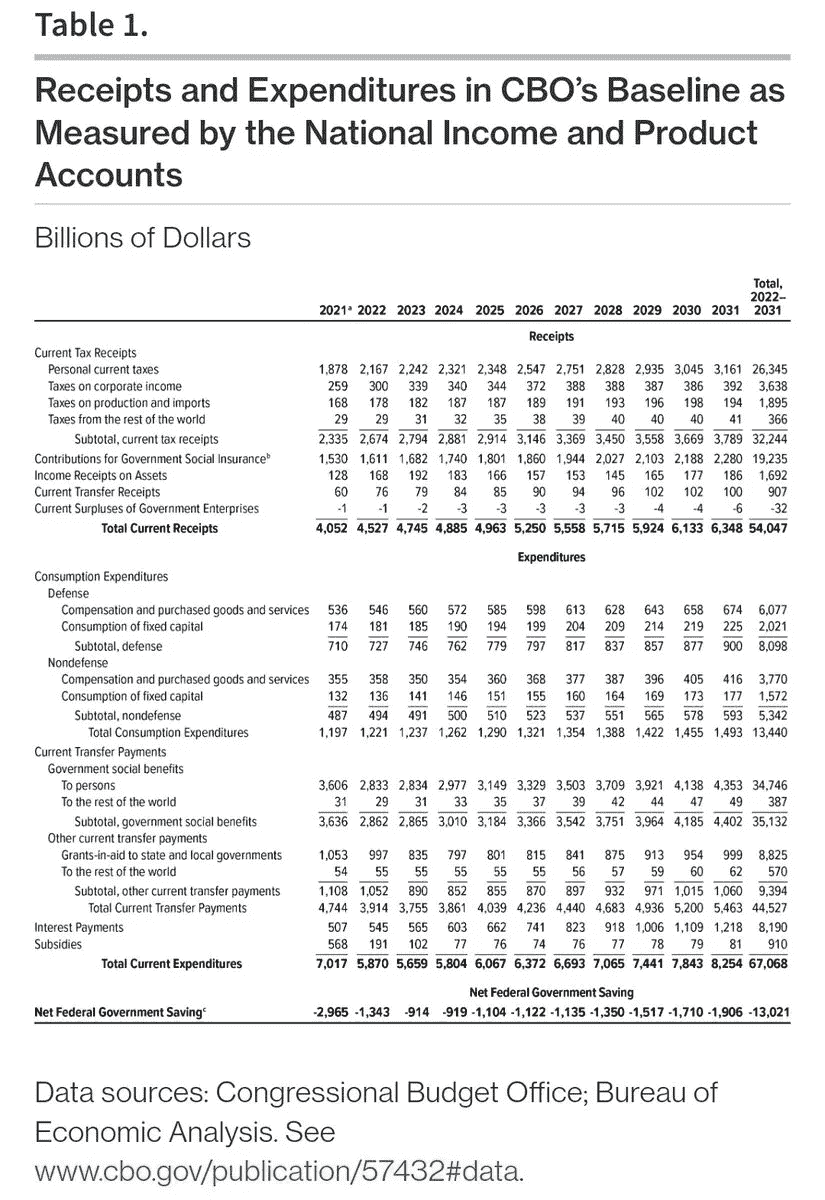 Table 1.
Receipts and Expenditures in CBO’s Baseline as
Measured by the National Income and Product
Accounts
Billions of Dollars
Total,
2022–
2021ᵃ 2022 2023 2024 2025 2026 2027 2028 2029 2030 2031 2031
Receipts
Current Tax Receipts
Personal current taxes 1,878 2,167 2,242 2,321 2,348 2,547 2,751 2,828 2,935 3,045 3,161 26,345
Taxes on corporate income 259 300 339 340 344 372 388 388 387 386 392 3,638
Taxes on production and imports 168 178 182 187 187 189 191 193 196 198 194 1,895
Taxes from the rest of the world 29 29 31 32 35 38 39 40 40 40 41 366
Subtotal, current tax receipts 2,335 2,674 2,794 2,881 2,914 3,146 3,369 3,450 3,558 3,669 3,789 32,244
Contributions for Government Social Insuranceᵇ 1,530 1,611 1,682 1,740 1,801 1,860 1,944 2,027 2,103 2,188 2,280 19,235
Income Receipts on Assets 128 168 192 183 166 157 153 145 165 177 186 1,692
Current Transfer Receipts 60 76 79 84 85 90 94 96 102 102 100 907
Current Surpluses of Government Enterprises -1 -1 -2 -3 -3 -3 -3 -3 -4 -4 -6 -32
Total Current Receipts 4,052 4,527 4,745 4,885 4,963 5,250 5,558 5,715 5,924 6,133 6,348 54,047
Expenditures
Consumption Expenditures
Defense
Compensation and purchased goods and services 536 546 560 572 585 598 613 628 643 658 674 6,077
Consumption of fixed capital 174 181 185 190 194 199 204 209 214 219 225 2,021
Subtotal, defense 710 727 746 762 779 797 817 837 857 877 900 8,098
Nondefense
Compensation and purchased goods and services 355 358 350 354 360 368 377 387 396 405 416 3,770
Consumption of fixed capital 132 136 141 146 151 155 160 164 169 173 177 1,572
Subtotal, nondefense 487 494 491 500 510 523 537 551 565 578 593 5,342
Total Consumption Expenditures 1,197 1,221 1,237 1,262 1,290 1,321 1,354 1,388 1,422 1,455 1,493 13,440
Current Transfer Payments
Government social benefits
To persons 3,606 2,833 2,834 2,977 3,149 3,329 3,503 3,709 3,921 4,138 4,353 34,746
To the rest of the world 31 29 31 33 35 37 39 42 44 47 49 387
Subtotal, government social benefits 3,636 2,862 2,865 3,010 3,184 3,366 3,542 3,751 3,964 4,185 4,402 35,132
Other current transfer payments
Grants-in-aid to state and local governments 1,053 997 835 797 801 815 841 875 913 954 999 8,825
To the rest of the world 54 55 55 55 55 55 56 57 59 60 62 570
Subtotal, other current transfer payments 1,108 1,052 890 852 855 870 897 932 971 1,015 1,060 9,394
Total Current Transfer Payments 4,744 3,914 3,755 3,861 4,039 4,236 4,440 4,683 4,936 5,200 5,463 44,527
Interest Payments 507 545 565 603 662 741 823 918 1,006 1,109 1,218 8,190
Subsidies 568 191 102 77 76 74 76 77 78 79 81 910
Total Current Expenditures 7,017 5,870 5,659 5,804 6,067 6,372 6,693 7,065 7,441 7,843 8,254 67,068
Net Federal Government Saving
Net Federal Government Savingᶜ -2,965 -1,343 -914 -919 -1,104 -1,122 -1,135 -1,350 -1,517 -1,710 -1,906 -13,021
Data sources: Congressional Budget Office; Bureau of
Economic Analysis. See
www.cbo.gov/publication/57432#data.